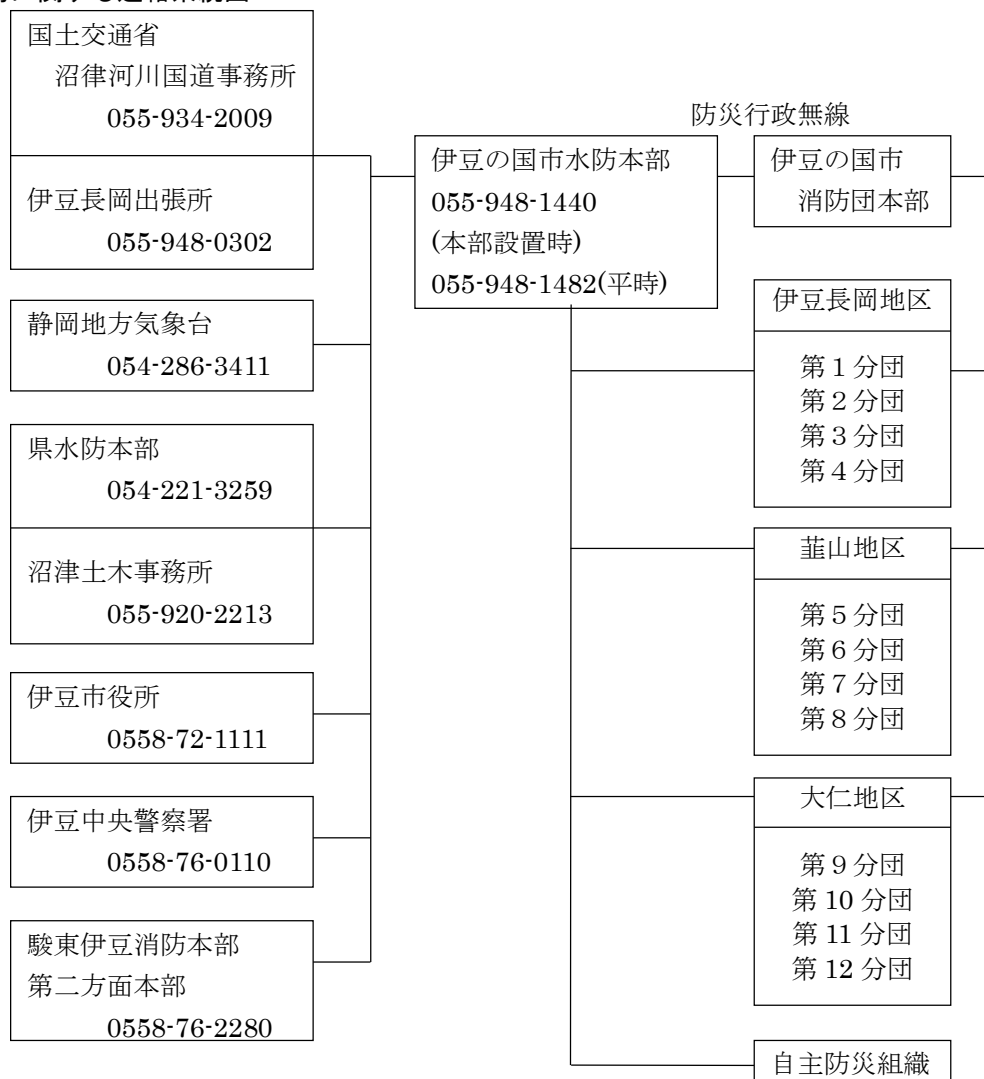 国土交通省
沼律河川国道事務所
055-934-2009
伊豆長岡出張所
055-948-0302
静岡地方気象台
054-286-3411
県水防本部
054-221-3259
沼津土木事務所
055-920-2213
伊豆市役所
0558-72-1111
伊豆中央警察署
0558-76-0110
駿東伊豆消防本部
第二方面本部
0558-76-2280
伊豆の国市水防本部
055-948-1440
(本部設置時)
055-948-1482(平時)
防災行政無線
伊豆の国市
消防団本部
伊豆長岡地区
第１分団
第２分団
第３分団
第４分団
韮山地区
第５分団
第６分団
第７分団
第８分団
大仁地区
第９分団
第 10 分団
第 11 分団
第 12 分団
自主防災組織